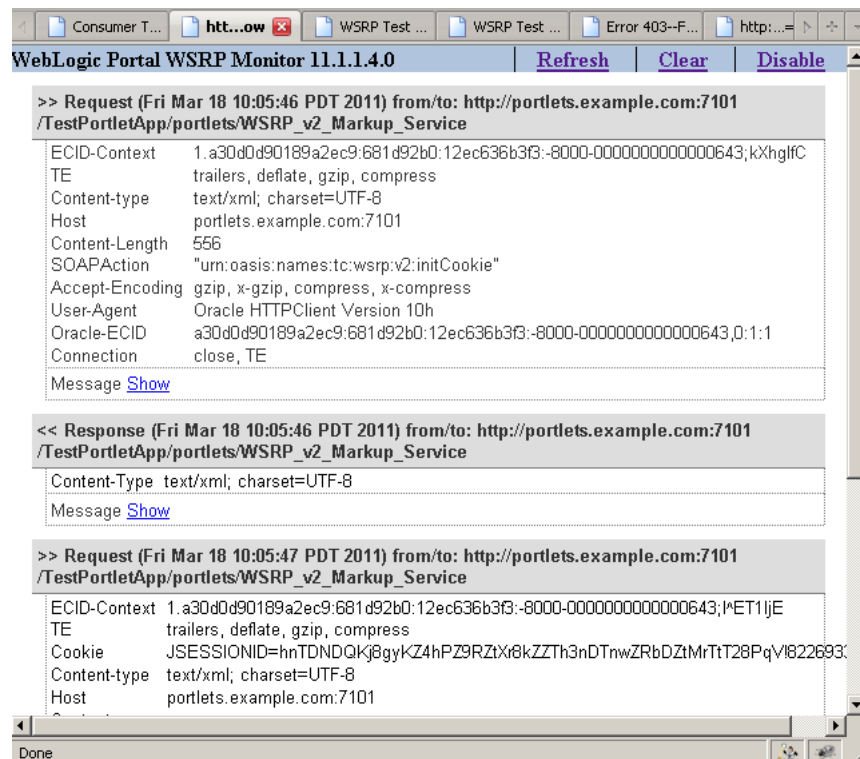 Consumer T... htt...ow WSRP Test ... WSRP Test ... Error 403--F... http:...=
WebLogic Portal WSRP Monitor 11.1.1.4.0 Refresh Clear Disable
>> Request (Fri Mar 18 10:05:46 PDT 2011) from/to: http://portlets.example.com:7101
/TestPortletApp/portlets/WSRP_v2_Markup_Service
ECID-Context 1.a30d0d90189a2ec9:681d92b0:12ec636b3f3:-8000-0000000000000643;kXhgIfC
TE trailers, deflate, gzip, compress
Content-type text/xml; charset=UTF-8
Host portlets.example.com:7101
Content-Length 556
SOAPAction "urn:oasis:names:tc:wsrp:v2:initCookie"
Accept-Encoding gzip, x-gzip, compress, x-compress
User-Agent Oracle HTTPClient Version 10h
Oracle-ECID a30d0d90189a2ec9:681d92b0:12ec636b3f3:-8000-0000000000000643,0:1:1
Connection close, TE
Message Show
<< Response (Fri Mar 18 10:05:46 PDT 2011) from/to: http://portlets.example.com:7101
/TestPortletApp/portlets/WSRP_v2_Markup_Service
Content-Type text/xml; charset=UTF-8
Message Show
>> Request (Fri Mar 18 10:05:47 PDT 2011) from/to: http://portlets.example.com:7101
/TestPortletApp/portlets/WSRP_v2_Markup_Service
ECID-Context 1.a30d0d90189a2ec9:681d92b0:12ec636b3f3:-8000-0000000000000643;l^ET1IjE
TE trailers, deflate, gzip, compress
Cookie JSESSIONID=hnTDNDQKj8gyKZ4hPZ9RZtXr8kZZTh3nDTnwZRbDZtMrTtT28PqV!8226933
Content-type text/xml; charset=UTF-8
Host portlets.example.com:7101
Done